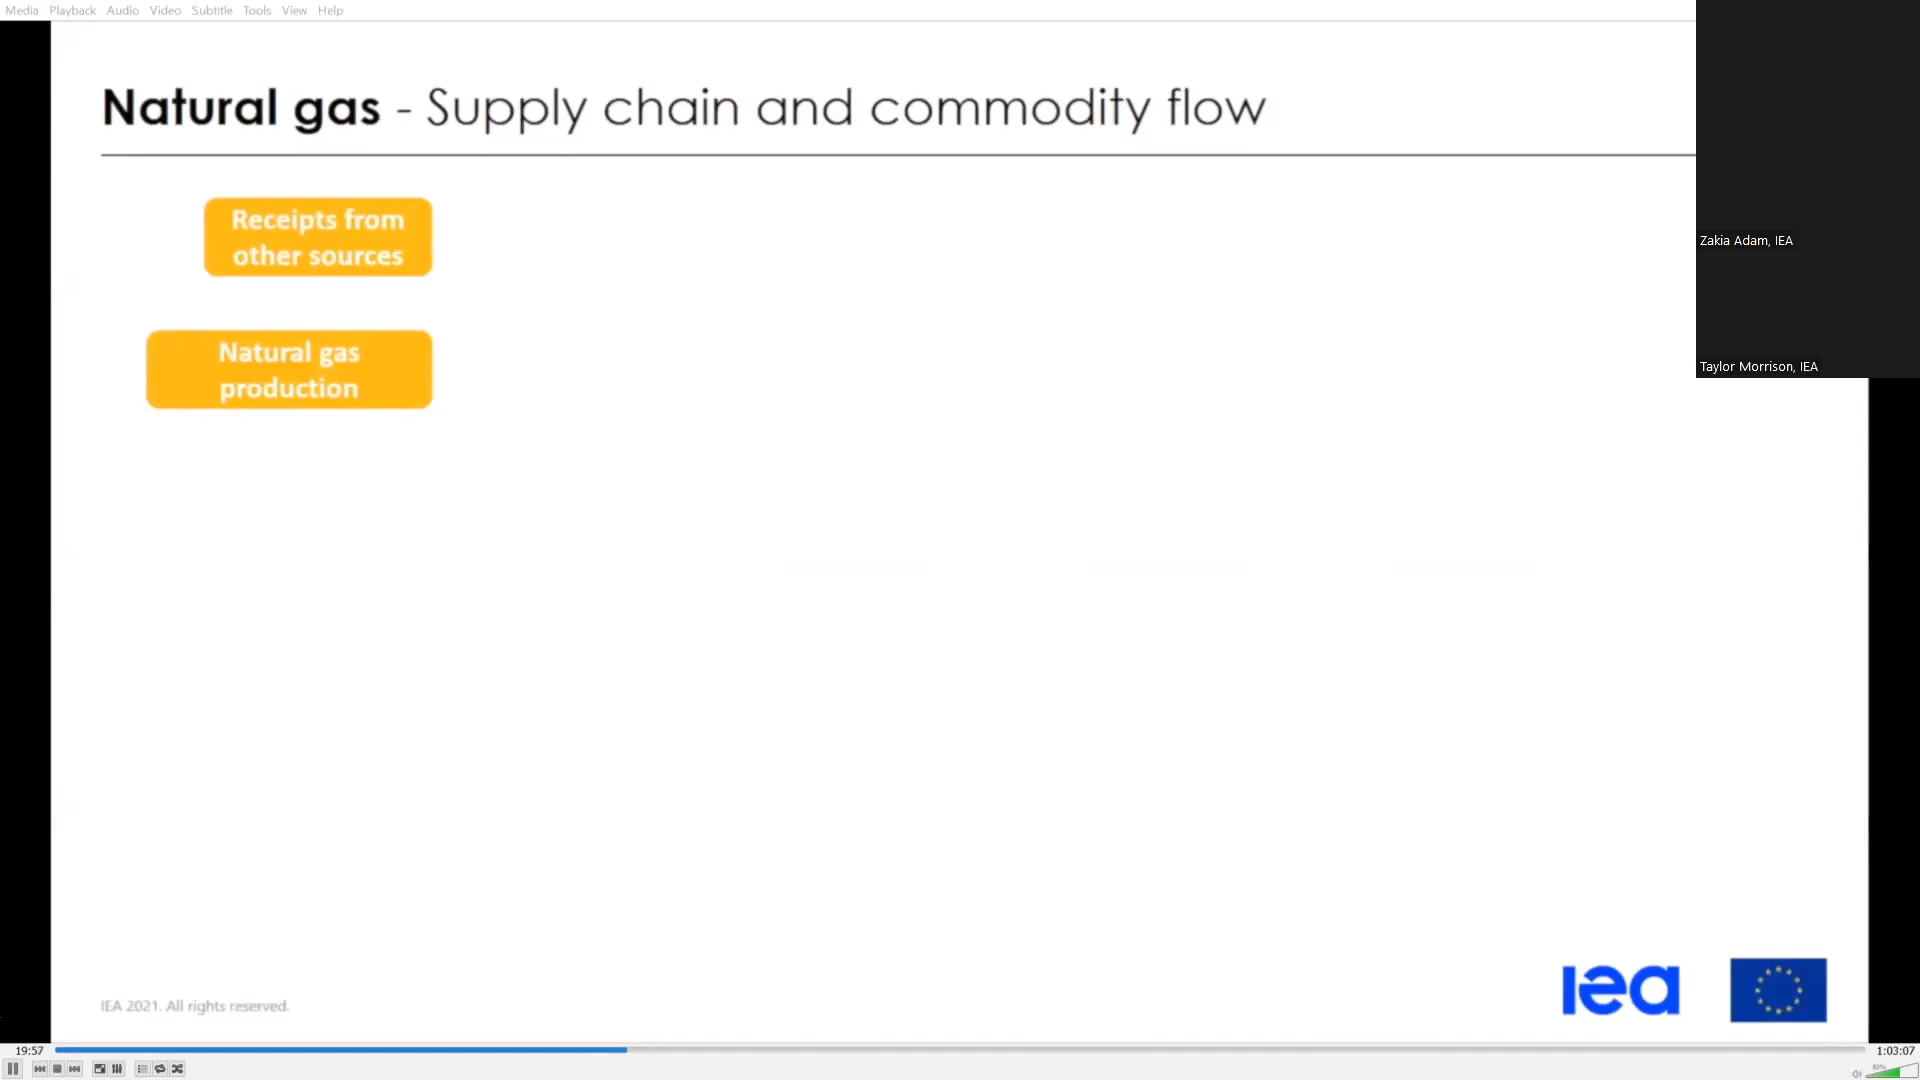 Media Playback Audio Video Subtitle Tools View Help
Natural gas - Supply chain and commodity flow
Receipts from
other sources
Zakia Adam, IEA
Natural gas
production
Taylor Morrison, IEA
iea
IEA 2021. All rights reserved.
19:57
1:03:07
80%